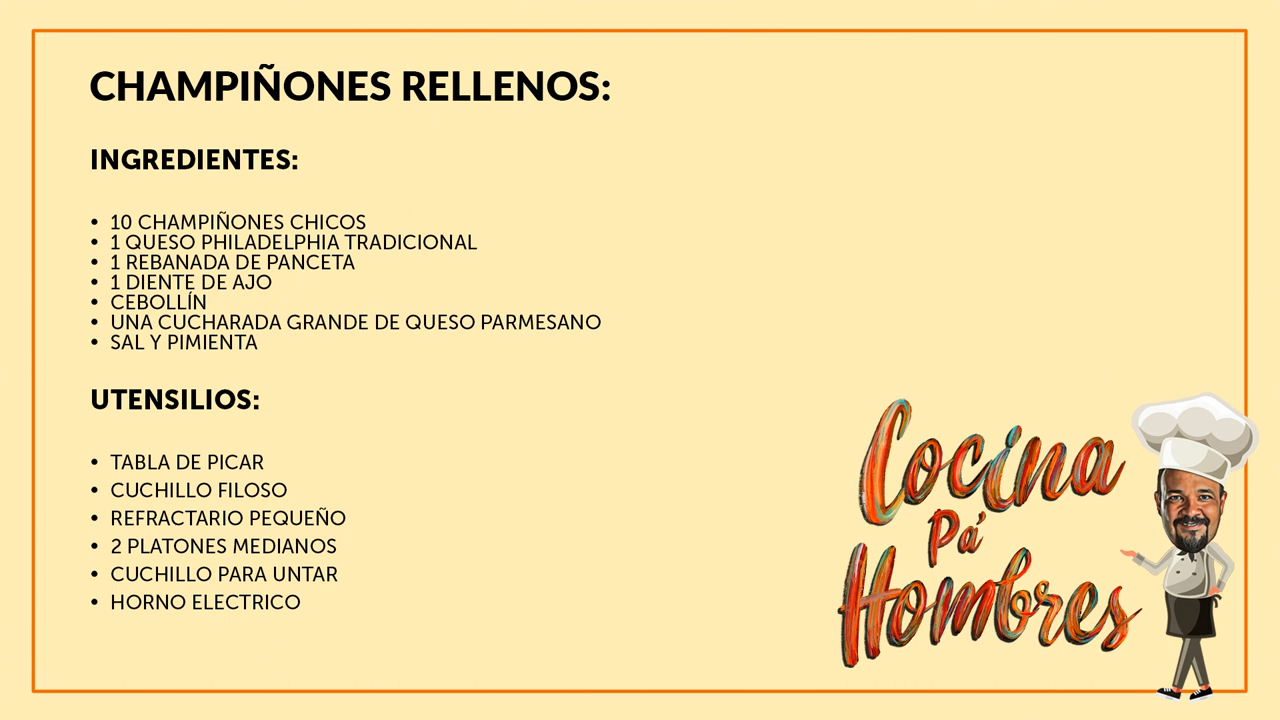 CHAMPIÑONES RELLENOS:
INGREDIENTES:
• 10 CHAMPIÑONES CHICOS
• 1 QUESO PHILADELPHIA TRADICIONAL
• 1 REBANADA DE PANCETA
• 1 DIENTE DE AJO
• CEBOLLÍN
• UNA CUCHARADA GRANDE DE QUESO PARMESANO
• SAL Y PIMIENTA
UTENSILIOS:
• TABLA DE PICAR
• CUCHILLO FILOSO
• REFRACTARIO PEQUEÑO
• 2 PLATONES MEDIANOS
• CUCHILLO PARA UNTAR
• HORNO ELECTRICO
Cocina
Pá'
Hombres